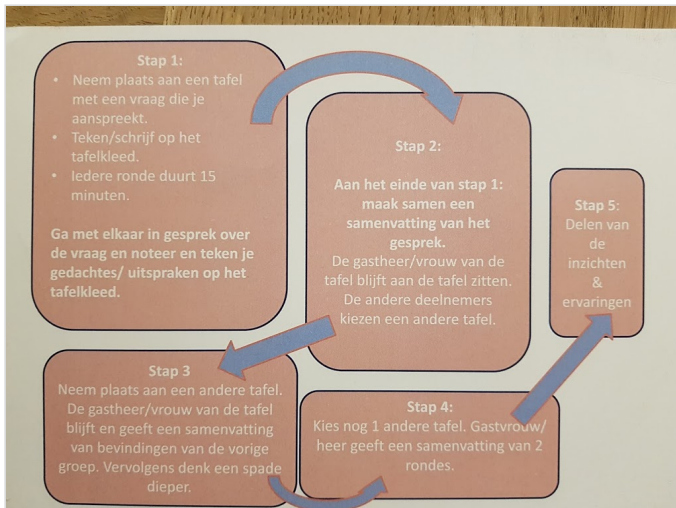 Stap 1:
• Neem plaats aan een tafel
met een vraag die je
aanspreekt.
• Teken/schrijf op het
tafelkleed.
• Iedere ronde duurt 15
minuten.
Ga met elkaar in gesprek over
de vraag en noteer en teken je
gedachtes/ uitspraken op het
tafelkleed.
Stap 2:
Aan het einde van stap 1:
maak samen een
samenvatting van het
gesprek.
De gastheer/vrouw van de
tafel blijft aan de tafel zitten.
De andere deelnemers
kiezen een andere tafel.
Stap 3
Neem plaats aan een andere tafel.
De gastheer/vrouw van de tafel
blijft en geeft een samenvatting
van bevindingen van de vorige
groep. Vervolgens denk een spade
dieper.
Stap 4:
Kies nog 1 andere tafel. Gastvrouw/
heer geeft een samenvatting van 2
rondes.
Stap 5:
Delen van
de
inzichten
&
ervaringen